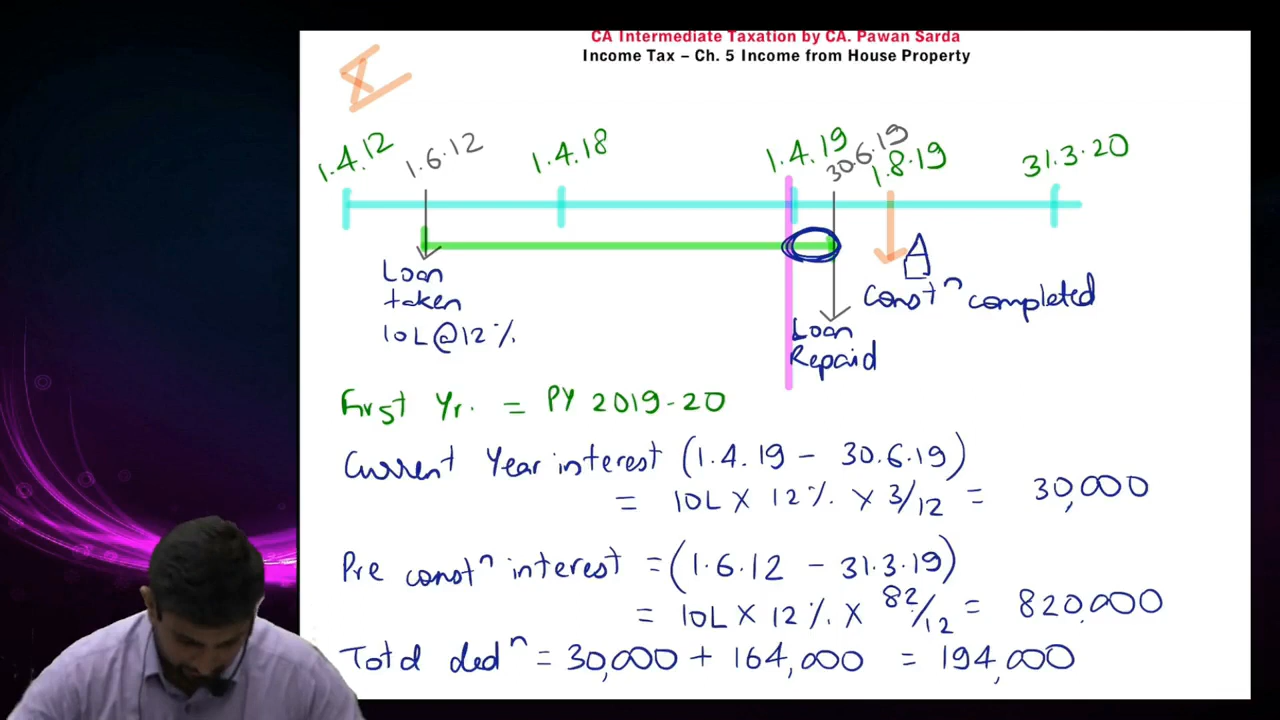 CA Intermediate Taxation by CA. Pawan Sarda
Income Tax – Ch. 5 Income from House Property
1.4.12
1.6.12
1.4.18
1.4.19
30.6.19
1.8.19
31.3.20
Loan
taken
10L@12%
Constⁿ completed
Loan
Repaid
First Yr. = PY 2019-20
Current Year interest (1.4.19 - 30.6.19)
= 10L X 12% X 3/12 = 30,000
Pre constⁿ interest = (1.6.12 - 31.3.19)
= 10L X 12% X 82/12 = 820,000
Total dedⁿ = 30,000 + 164,000 = 194,000